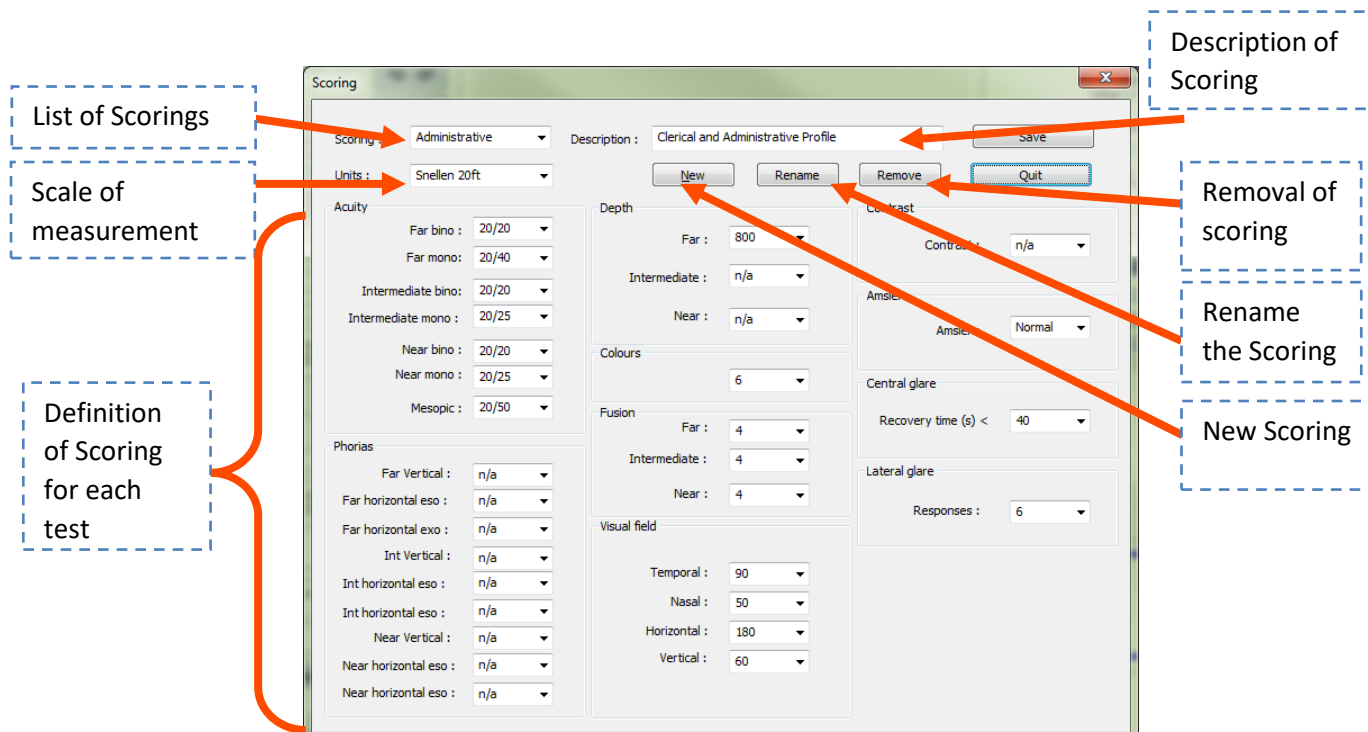 Description of
Scoring
List of Scorings
Scale of
measurement
Definition
of Scoring
for each
test
Scoring
Scoring : Administrative Description : Clerical and Administrative Profile Save
Units : Snellen 20ft New Rename Remove Quit
Acuity
Far bino : 20/20
Far mono: 20/40
Intermediate bino: 20/20
Intermediate mono : 20/25
Near bino : 20/20
Near mono : 20/25
Mesopic : 20/50
Phorias
Far Vertical : n/a
Far horizontal eso : n/a
Far horizontal exo : n/a
Int Vertical : n/a
Int horizontal eso : n/a
Int horizontal eso : n/a
Near Vertical : n/a
Near horizontal eso : n/a
Near horizontal eso : n/a
Depth
Far : 800
Intermediate : n/a
Near : n/a
Colours
6
Fusion
Far : 4
Intermediate : 4
Near : 4
Visual field
Temporal : 90
Nasal : 50
Horizontal : 180
Vertical : 60
Contrast
Contrast : n/a
Amsler
Amsler : Normal
Central glare
Recovery time (s) < 40
Lateral glare
Responses : 6
Removal of
scoring
Rename
the Scoring
New Scoring